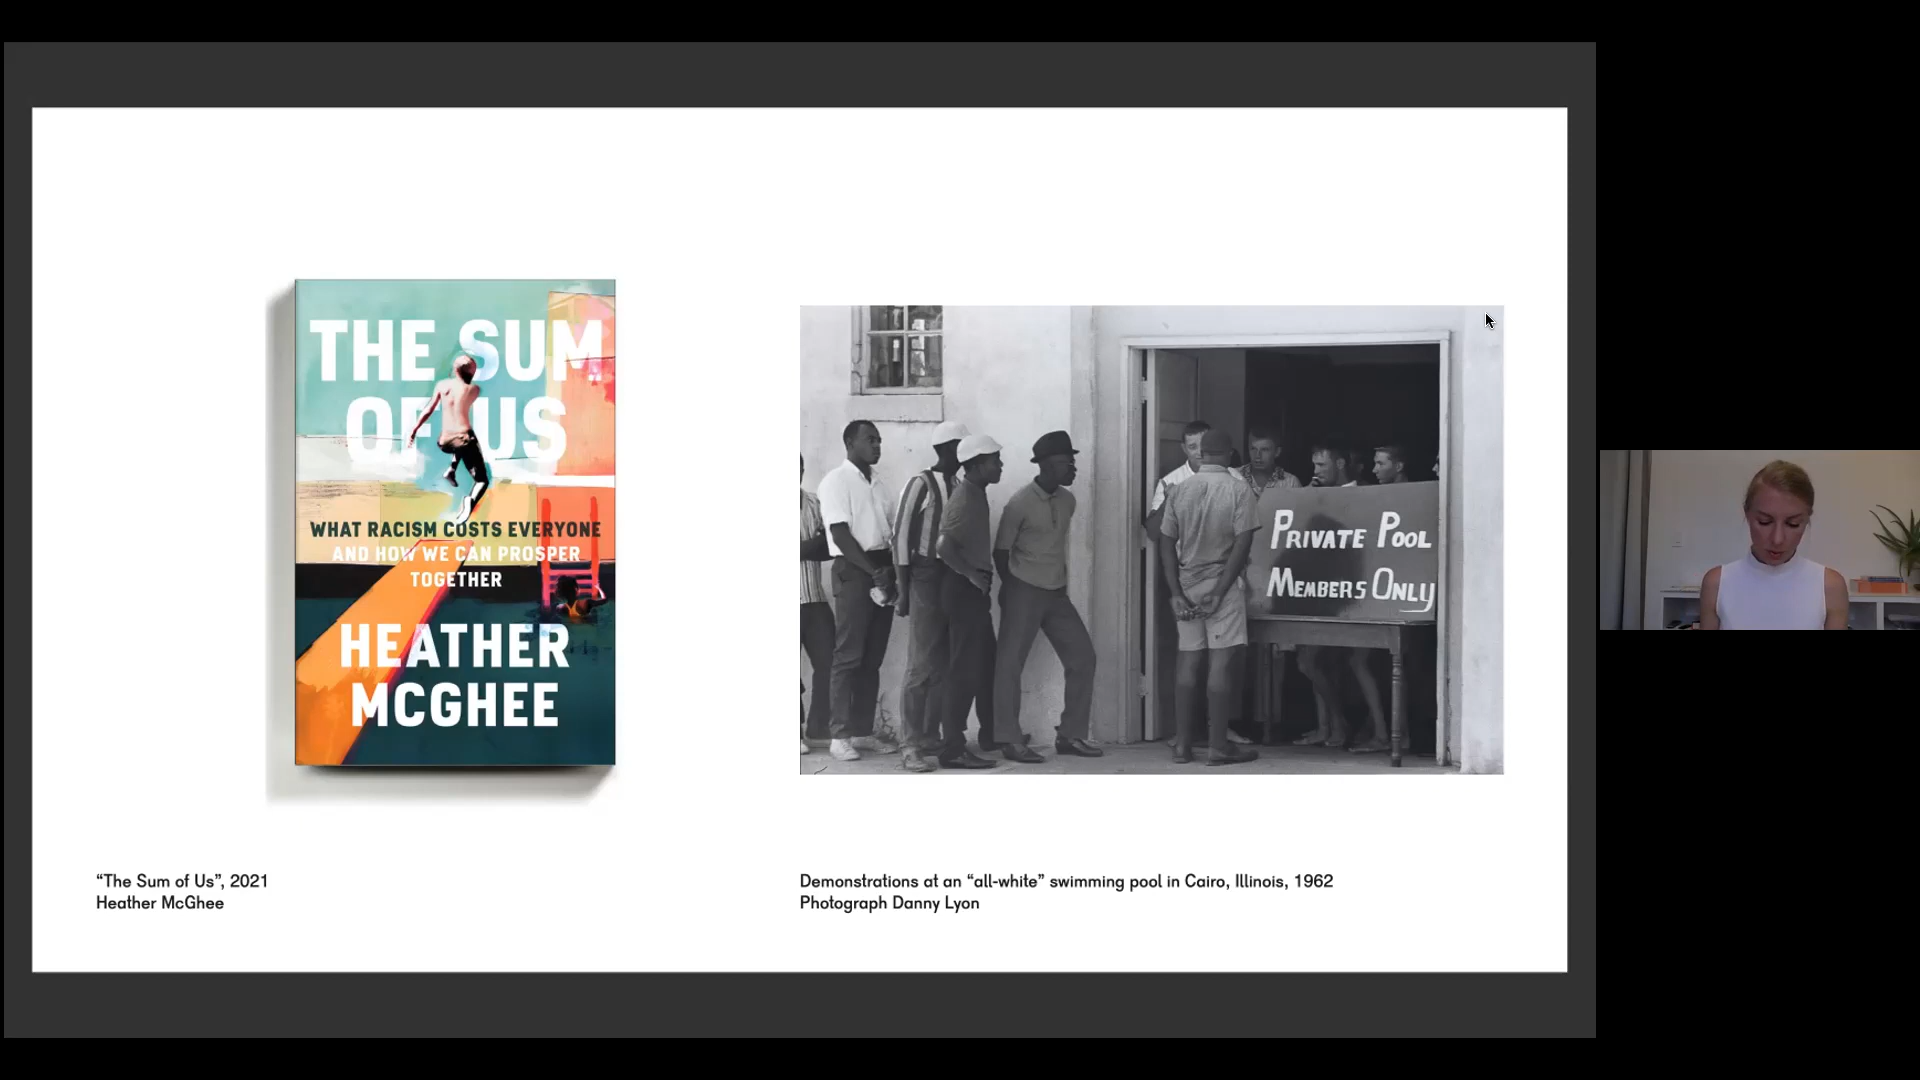 THE SUM
OF US
WHAT RACISM COSTS EVERYONE
AND HOW WE CAN PROSPER
TOGETHER
HEATHER
MCGHEE
PRIVATE POOL
MEMBERS ONLY
“The Sum of Us”, 2021
Heather McGhee
Demonstrations at an “all-white” swimming pool in Cairo, Illinois, 1962
Photograph Danny Lyon